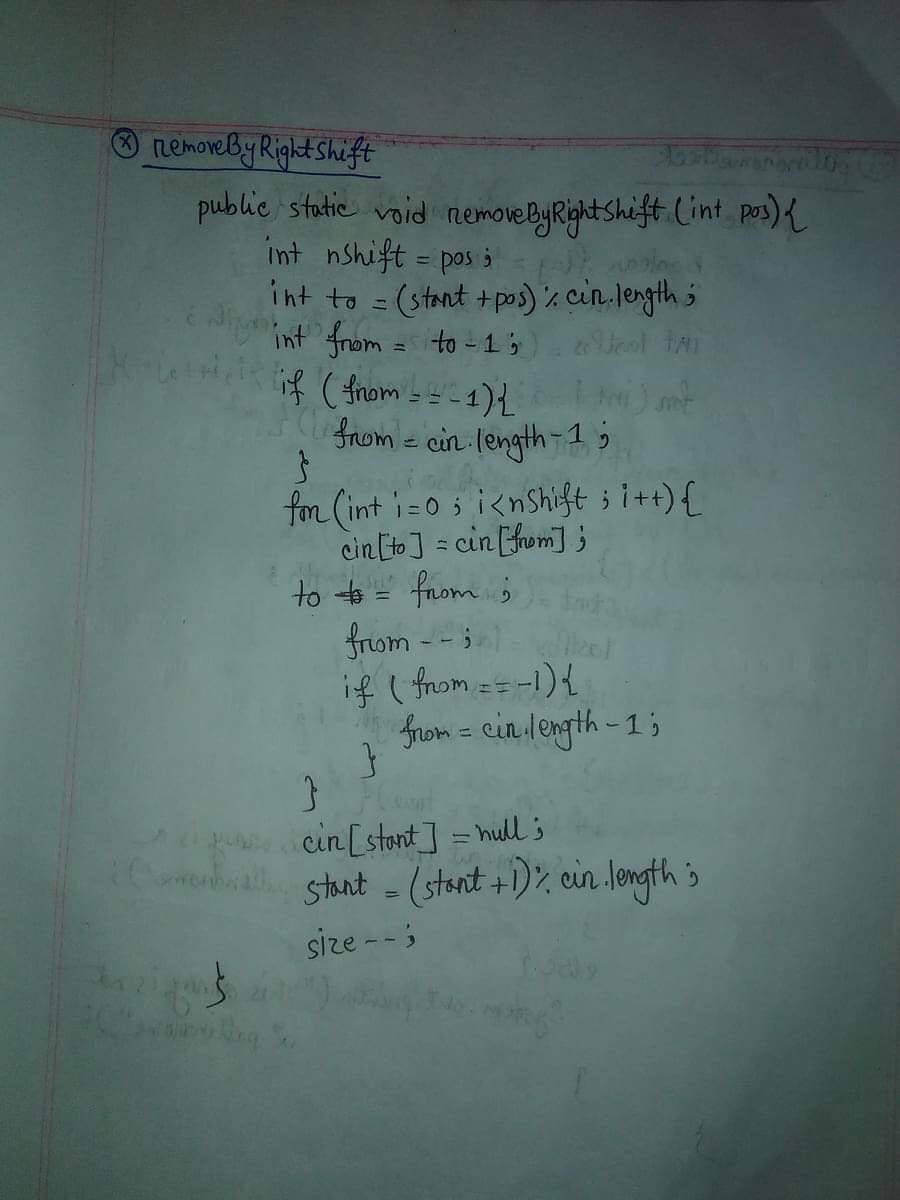 (*) removeByRightShift
public static void removeByRightShift (int pos){
int nShift = pos ;
int to = (start + pos) % cir.length ;
int from = to - 1 ;
if ( from == -1){
from = cir.length - 1 ;
}
for (int i=0 ; i<nShift ; i++) {
cir[to] = cir[from] ;
to = from ;
from -- ;
if ( from == -1){
from = cir.length - 1 ;
}
}
cir[start] = null ;
start = (start +1) % cir.length ;
size -- ;
}